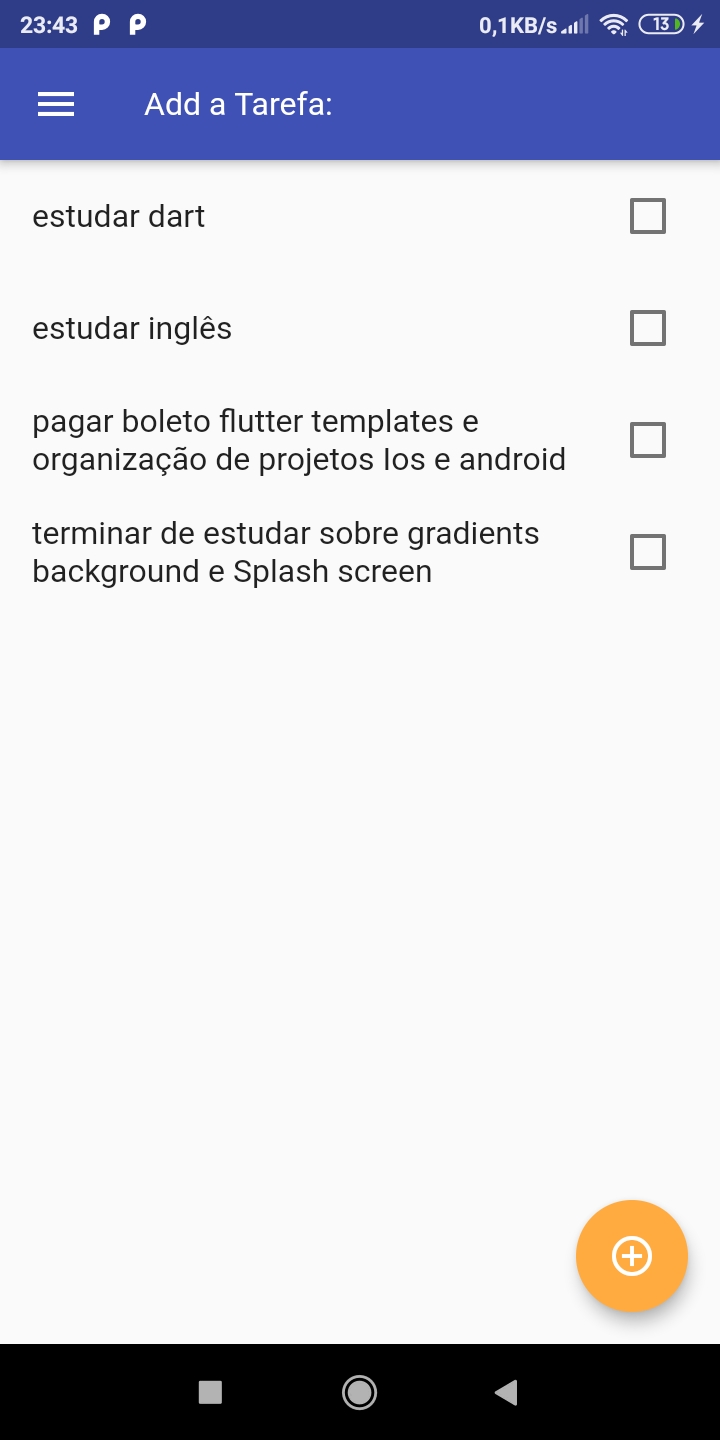 23:43 0,1KB/s 13
Add a Tarefa:
estudar dart
estudar inglês
pagar boleto flutter templates e
organização de projetos Ios e android
terminar de estudar sobre gradients
background e Splash screen